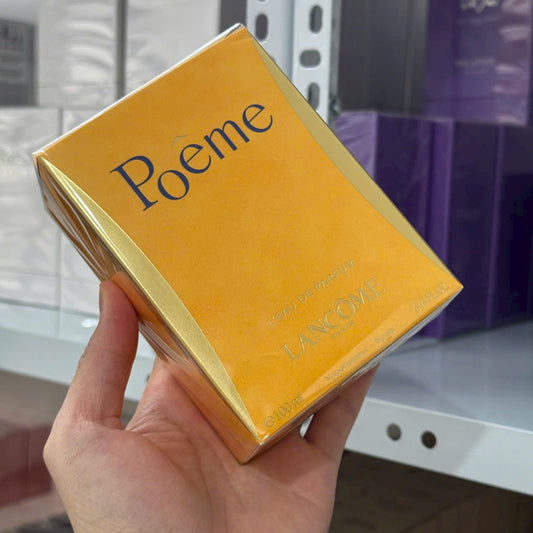 Poême
L'EAU DE PARFUM
LANCÔME
PARIS
e 100 ml